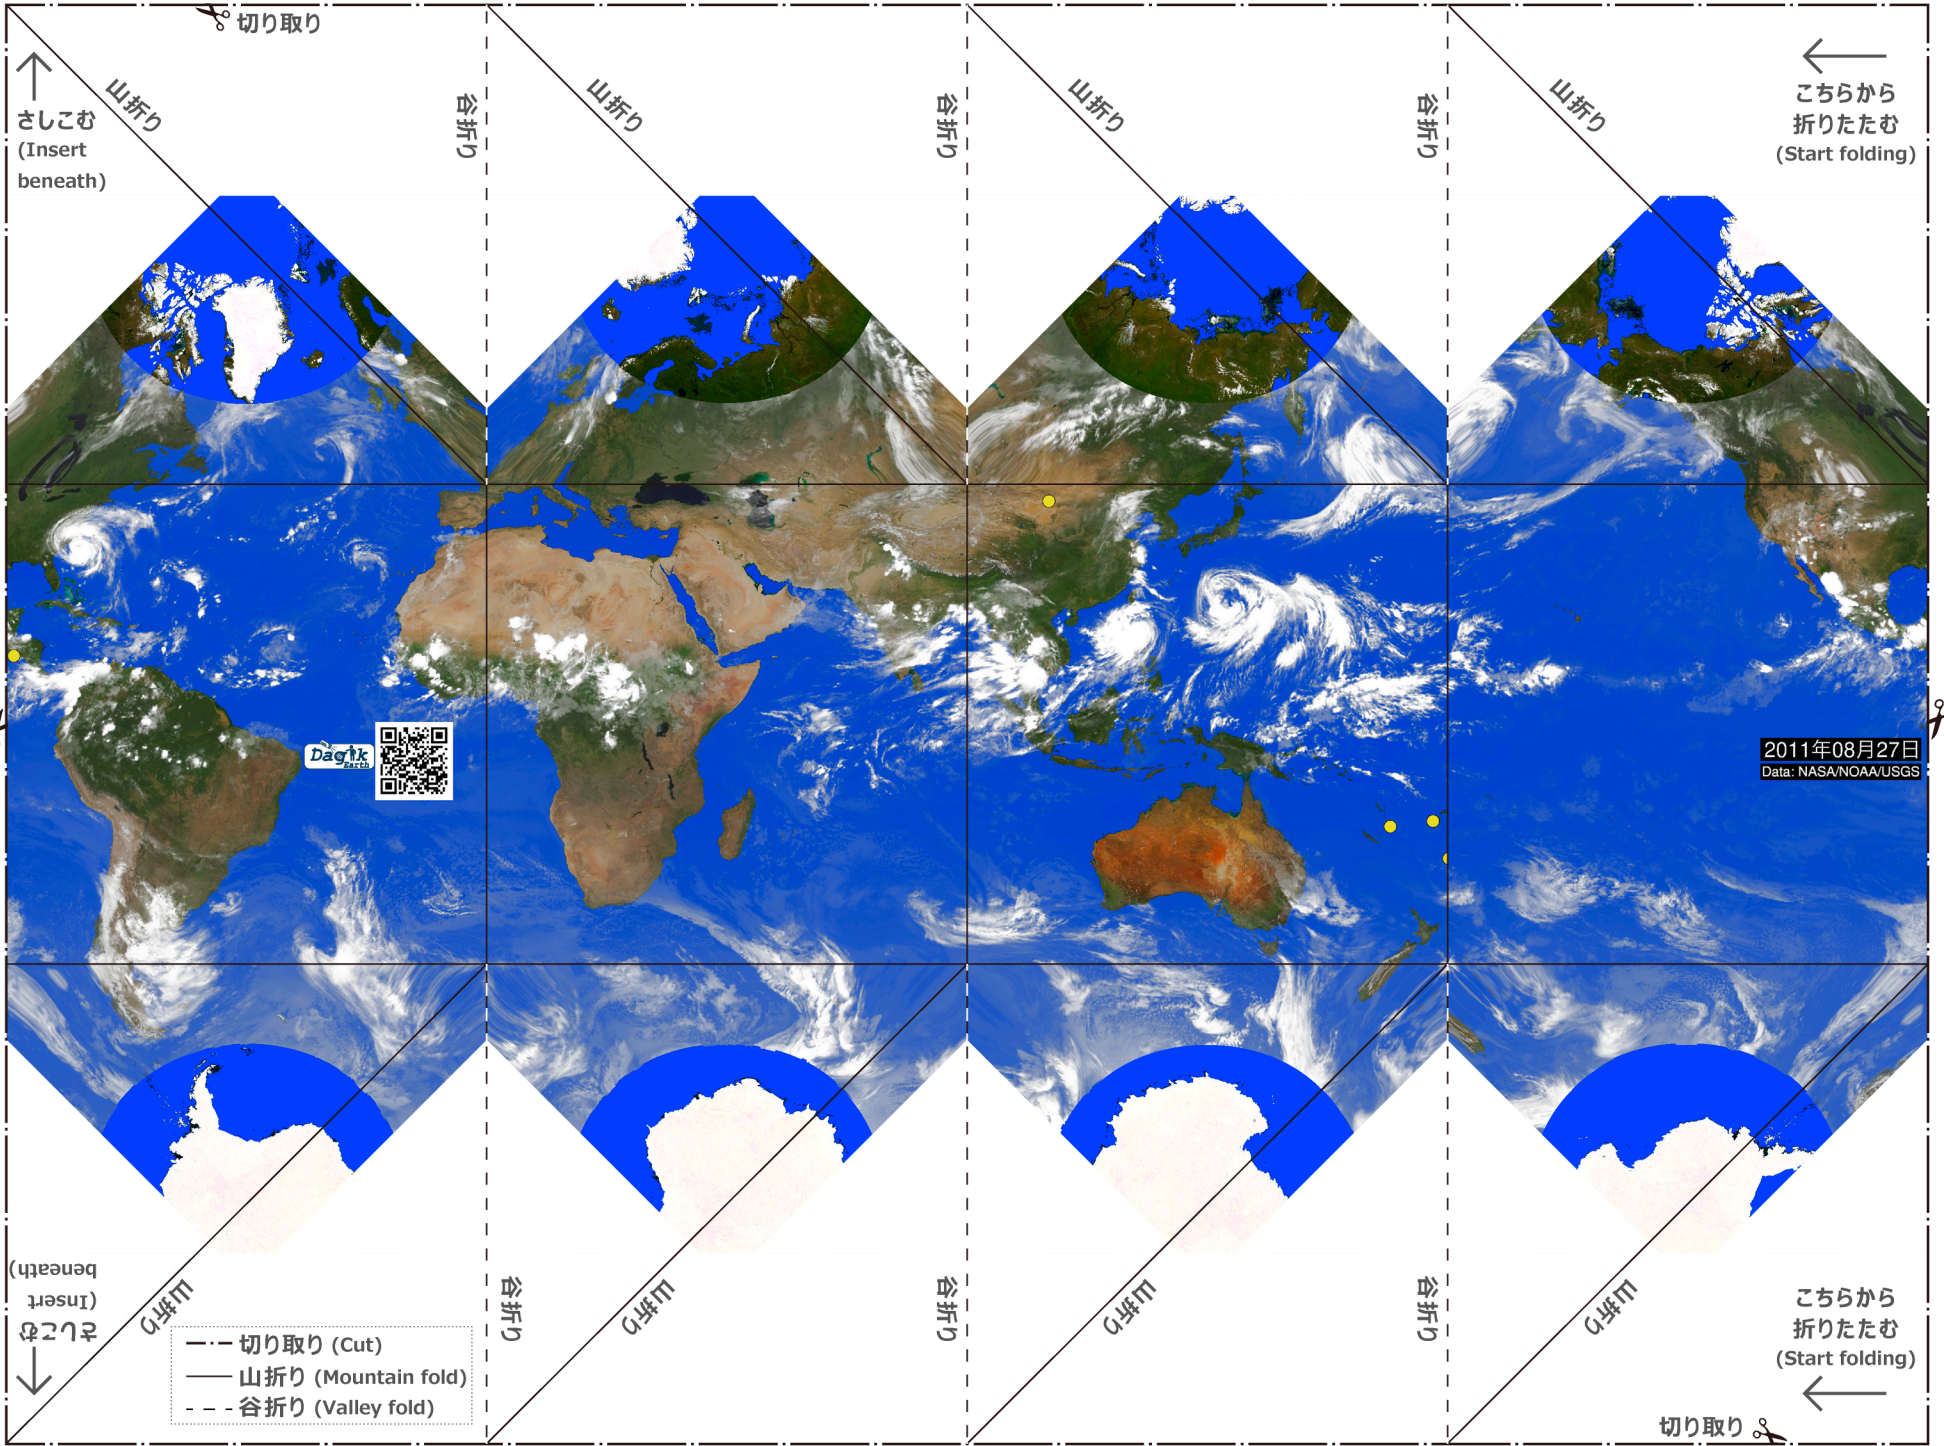 切り取り
さしこむ
(Insert
beneath)
山折り
谷折り
山折り
谷折り
山折り
谷折り
山折り
こちらから
折りたたむ
(Start folding)
Dagik
Earth
2011年08月27日
Data: NASA/NOAA/USGS
さしこむ
(Insert
beneath)
山折り
谷折り
山折り
谷折り
山折り
谷折り
山折り
こちらから
折りたたむ
(Start folding)
切り取り (Cut)
山折り (Mountain fold)
谷折り (Valley fold)
切り取り